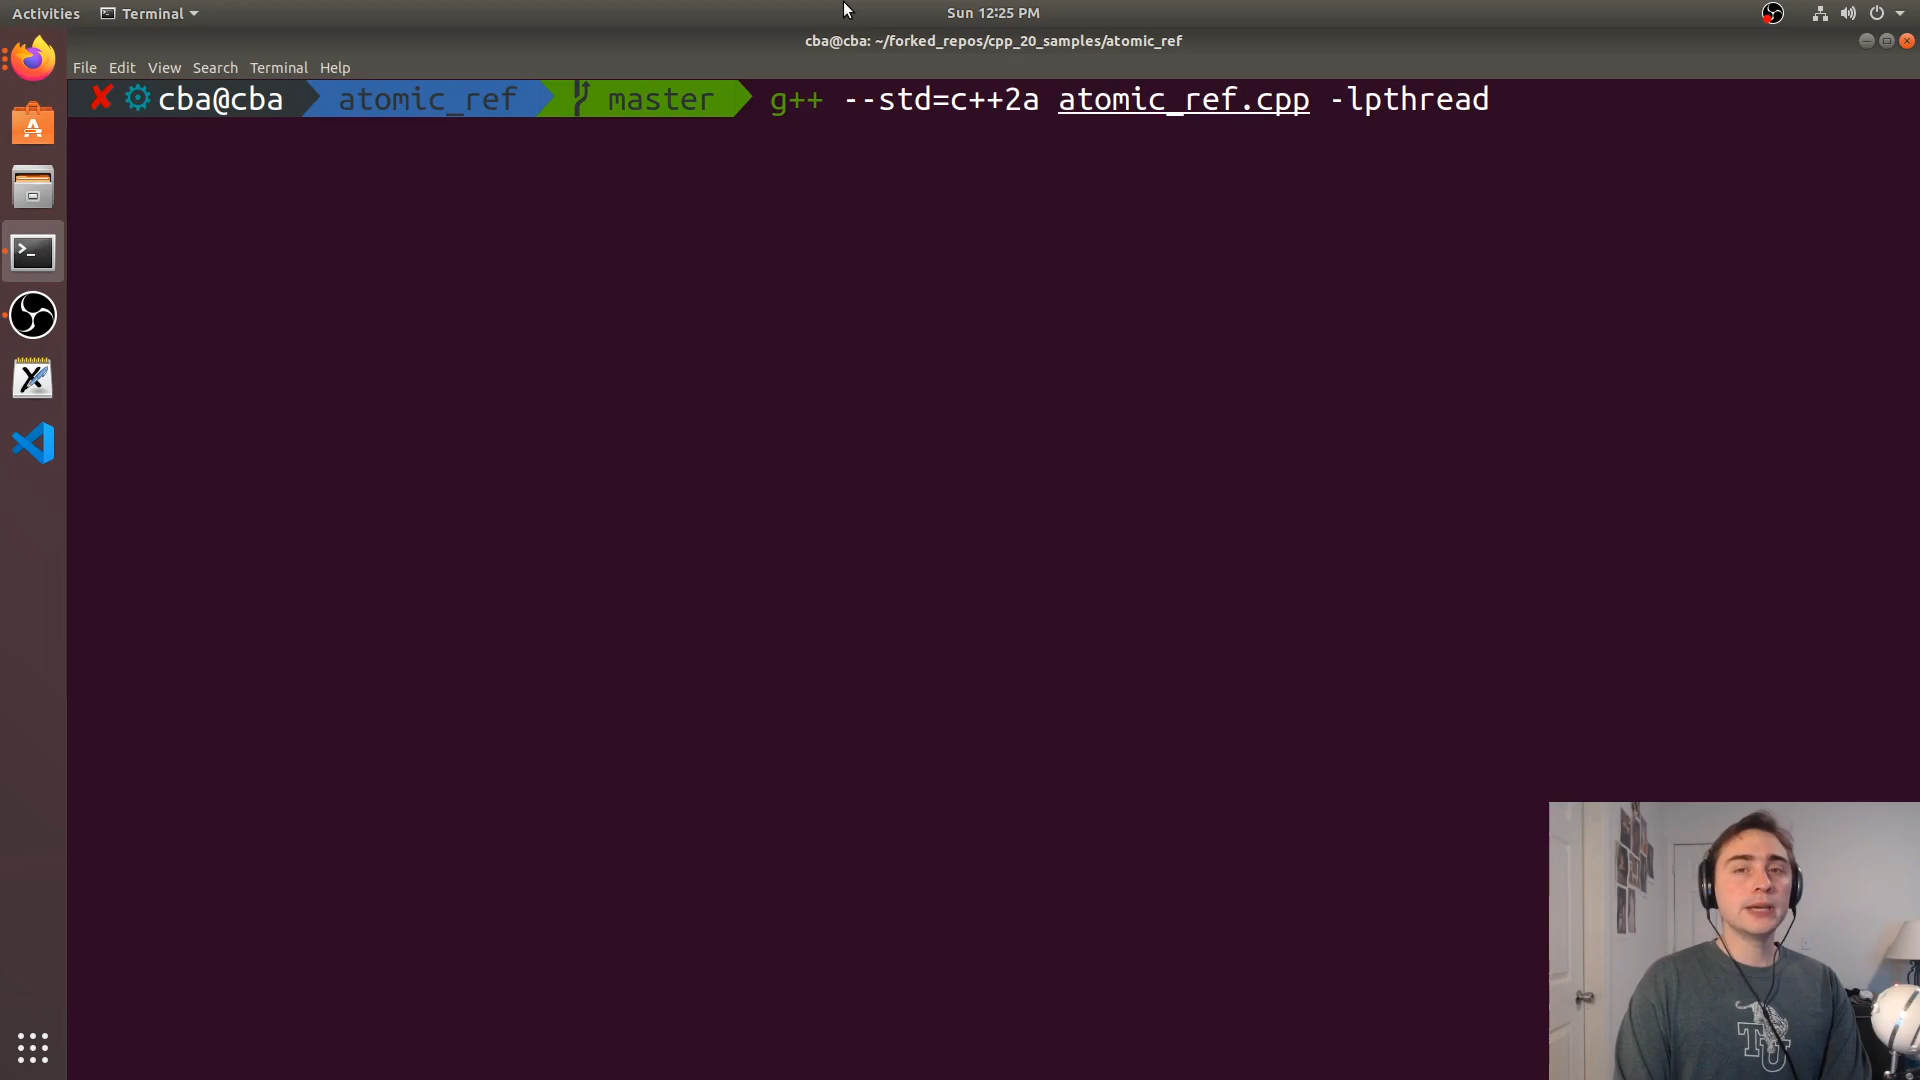 Activities Terminal Sun 12:25 PM
cba@cba: ~/forked_repos/cpp_20_samples/atomic_ref
File Edit View Search Terminal Help
cba@cba atomic_ref master g++ --std=c++2a atomic_ref.cpp -lpthread
TU